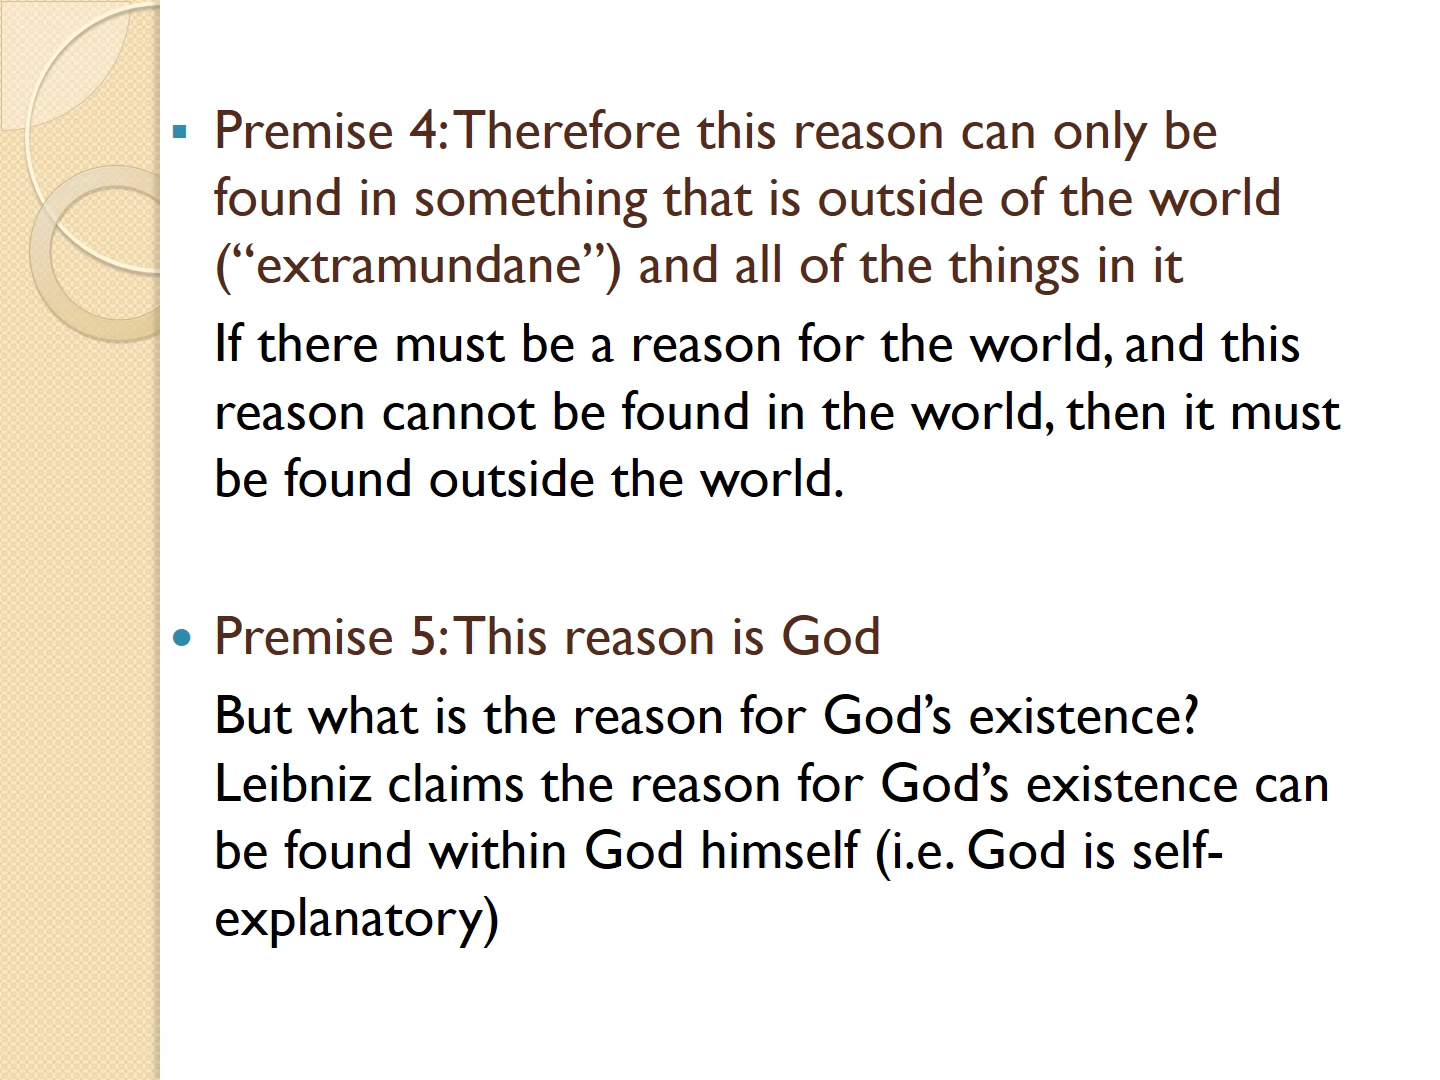 ▪ Premise 4: Therefore this reason can only be
found in something that is outside of the world
(“extramundane”) and all of the things in it
If there must be a reason for the world, and this
reason cannot be found in the world, then it must
be found outside the world.
• Premise 5: This reason is God
But what is the reason for God’s existence?
Leibniz claims the reason for God’s existence can
be found within God himself (i.e. God is self-
explanatory)